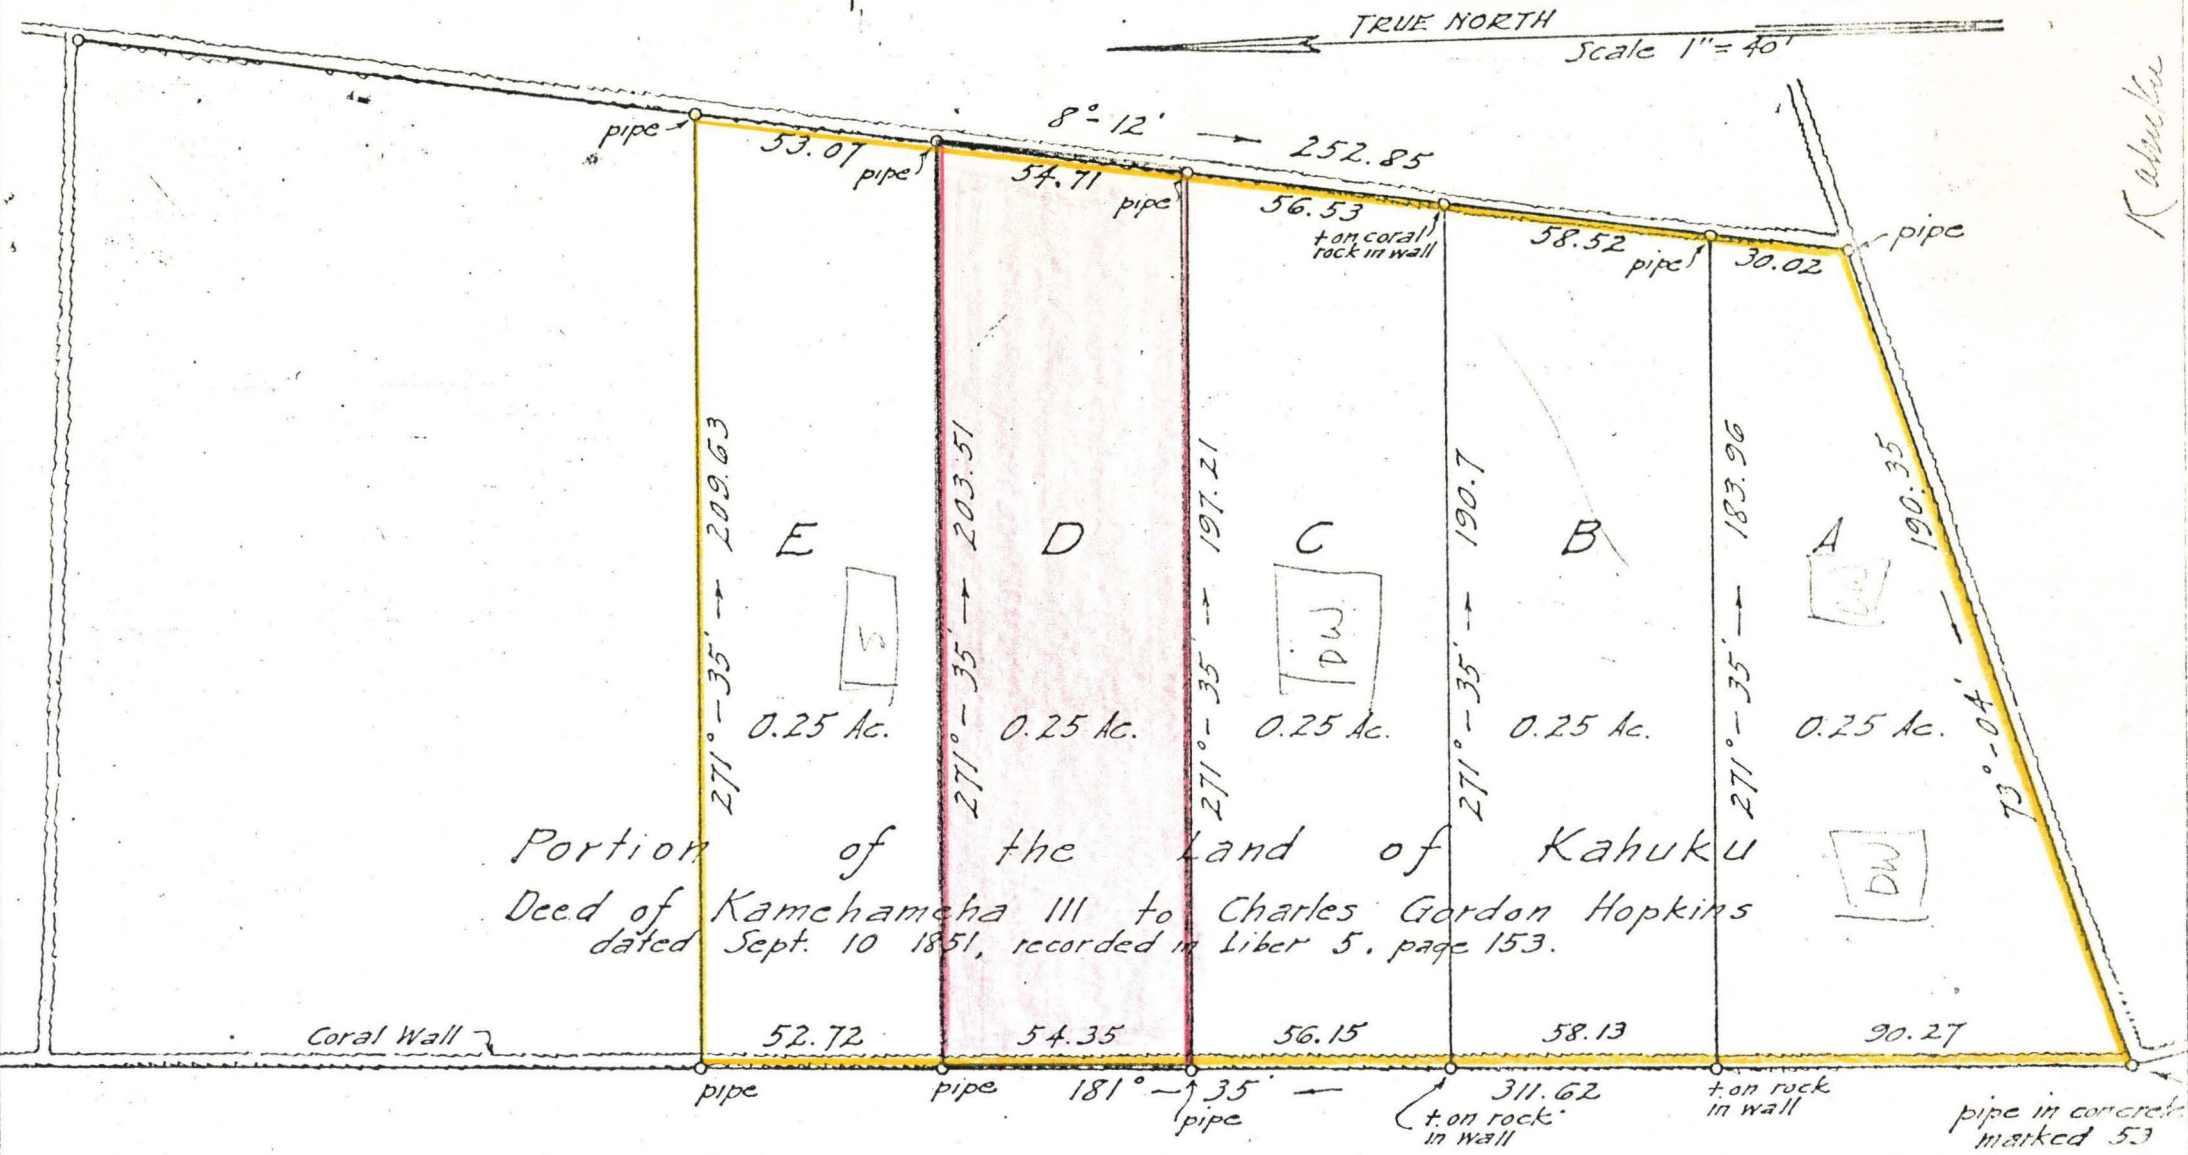 TRUE NORTH
Scale 1"= 40'
Kahuku
8°-12' → 252.85
pipe
53.07
pipe
54.71
pipe
56.53
+ on coral
rock in wall
58.52
pipe
30.02
pipe
271°-35' → 209.63
271°-35' → 203.51
271°-35' → 197.21
271°-35' → 190.7
271°-35' → 183.96
190.35
73°-04'
E
D
C
B
A
S
DW
DW
0.25 Ac.
0.25 Ac.
0.25 Ac.
0.25 Ac.
0.25 Ac.
Portion of the Land of Kahuku
Deed of Kamehameha III to Charles Gordon Hopkins
dated Sept. 10 1851, recorded in Liber 5, page 153.
Coral Wall
52.72
54.35
56.15
58.13
90.27
pipe
pipe
181°-35'
311.62
pipe
+ on rock
in wall
+ on rock
in wall
pipe in concrete
marked 53